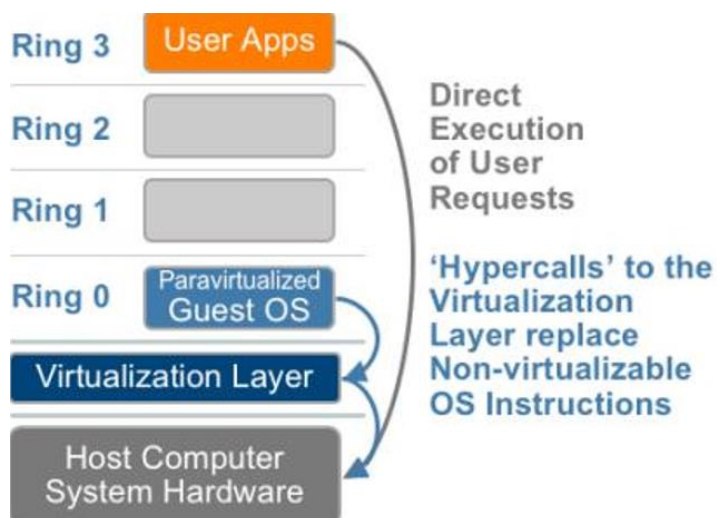 Ring 3
User Apps
Ring 2
Ring 1
Ring 0
Paravirtualized
Guest OS
Virtualization Layer
Host Computer
System Hardware
Direct
Execution
of User
Requests
‘Hypercalls’ to the
Virtualization
Layer replace
Non-virtualizable
OS Instructions